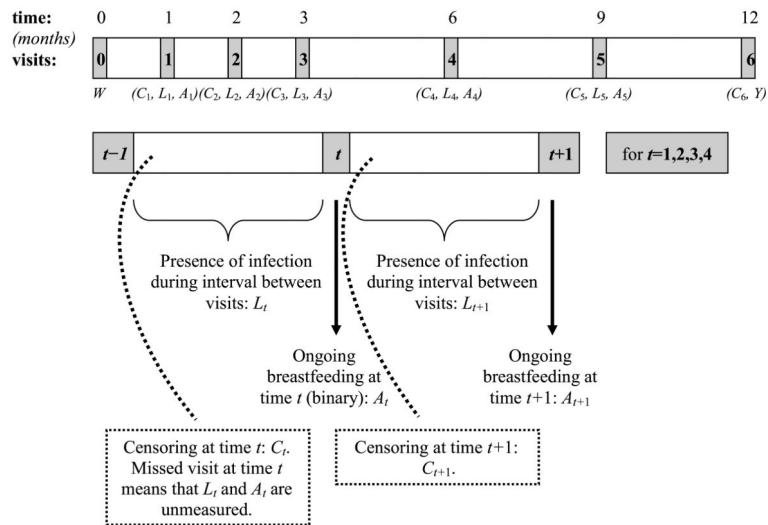 time: 0 1 2 3 6 9 12
(months)
visits: 0 1 2 3 4 5 6
W (C₁, L₁, A₁) (C₂, L₂, A₂) (C₃, L₃, A₃) (C₄, L₄, A₄) (C₅, L₅, A₅) (C₆, Y)
t−1 t t+1 for t=1,2,3,4
Presence of infection
during interval between
visits: Lₜ
Presence of infection
during interval between
visits: Lₜ₊₁
Ongoing
breastfeeding at
time t (binary): Aₜ
Ongoing
breastfeeding at
time t+1: Aₜ₊₁
Censoring at time t: Cₜ.
Missed visit at time t
means that Lₜ and Aₜ are
unmeasured.
Censoring at time t+1:
Cₜ₊₁.